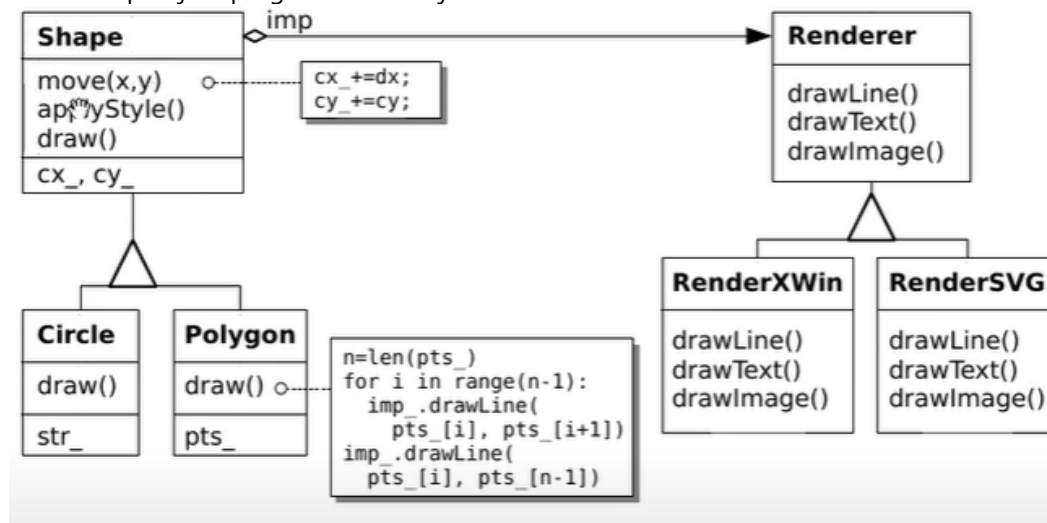 Shape
move(x,y)
draw()
cx_, cy_
imp
cx_+=dx;
cy_+=cy;
Renderer
drawLine()
drawText()
drawImage()
Circle
draw()
str_
Polygon
draw()
pts_
n=len(pts_)
for i in range(n-1):
imp_.drawLine(
pts_[i], pts_[i+1])
imp_.drawLine(
pts_[i], pts_[n-1])
RenderXWin
drawLine()
drawText()
drawImage()
RenderSVG
drawLine()
drawText()
drawImage()